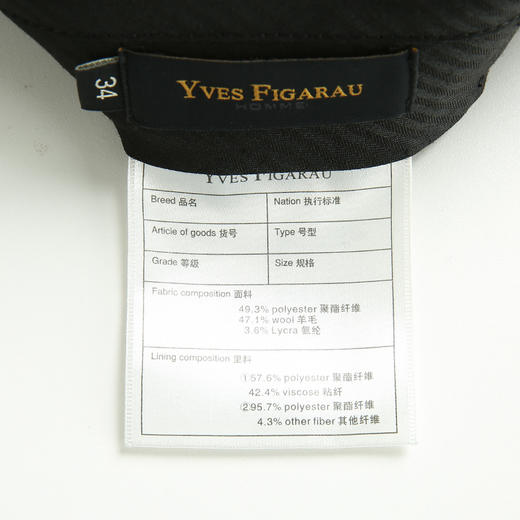 34
YVES FIGARAU
HOMME
YVES FIGARAU
Breed 品名
Nation 执行标准
Article of goods 货号
Type 号型
Grade 等级
Size 规格
Fabric composition 面料
49.3% polyester 聚酯纤维
47.1% wool 羊毛
3.6% Lycra 氨纶
Lining composition 里料
①57.6% polyester 聚酯纤维
42.4% viscose 粘纤
②95.7% polyester 聚酯纤维
4.3% other fiber 其他纤维